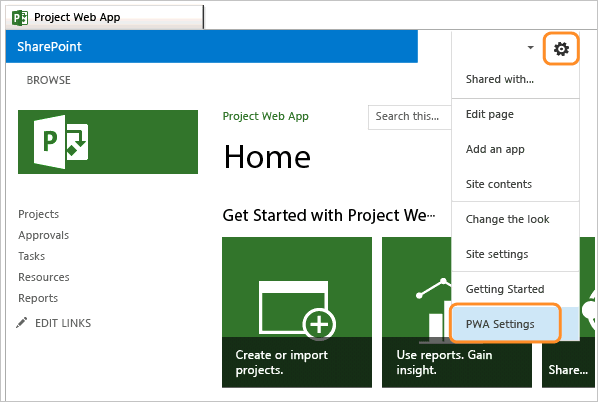 Project Web App
SharePoint
BROWSE
Project Web App
Search this...
Home
P
Projects
Approvals
Tasks
Resources
Reports
EDIT LINKS
Get Started with Project We...
Create or import
projects.
Use reports. Gain
insight.
Share...
Shared with...
Edit page
Add an app
Site contents
Change the look
Site settings
Getting Started
PWA Settings